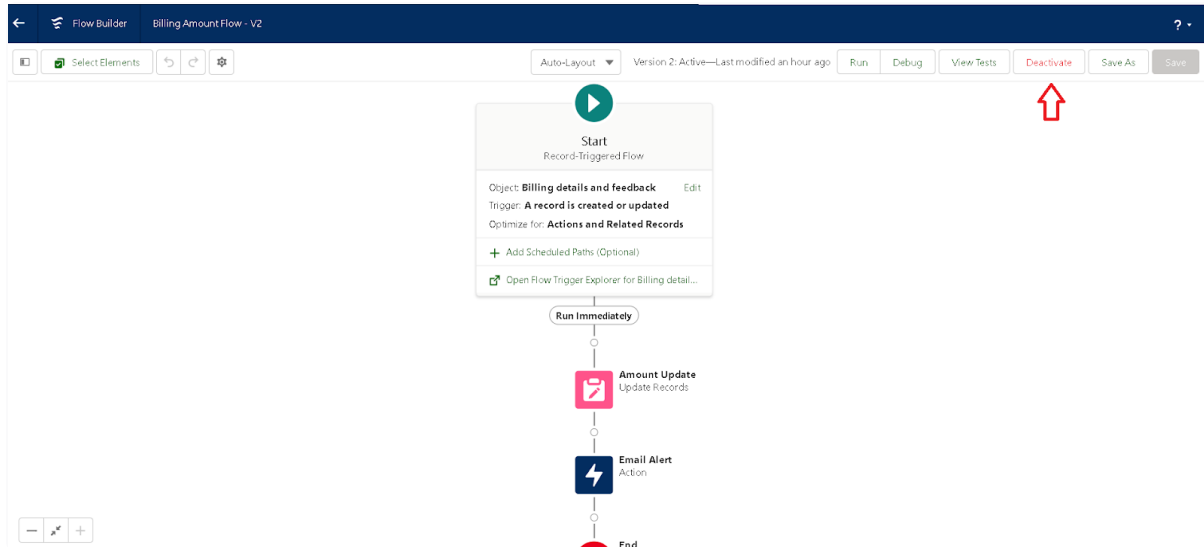 Flow Builder Billing Amount Flow - V2 ?
Select Elements Auto-Layout Version 2: Active—Last modified an hour ago Run Debug View Tests Deactivate Save As Save
Start
Record-Triggered Flow
Object: Billing details and feedback Edit
Trigger: A record is created or updated
Optimize for: Actions and Related Records
+ Add Scheduled Paths (Optional)
Open Flow Trigger Explorer for Billing detail...
Run Immediately
Amount Update
Update Records
Email Alert
Action
End